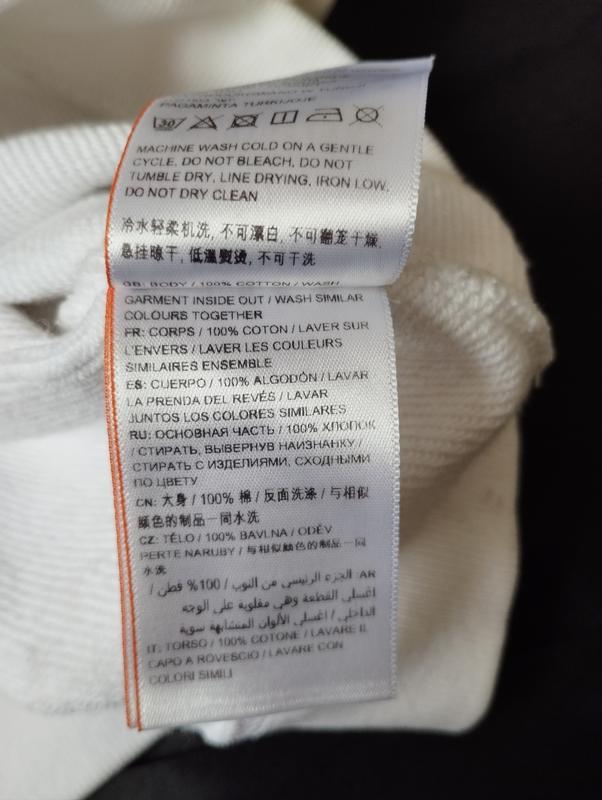 PAGAMINTA TURKIJOJE
30
MACHINE WASH COLD ON A GENTLE
CYCLE, DO NOT BLEACH, DO NOT
TUMBLE DRY, LINE DRYING, IRON LOW,
DO NOT DRY CLEAN
冷水轻柔机洗, 不可漂白, 不可翻笼干燥,
悬挂晾干, 低温熨烫, 不可干洗
GB: BODY / 100% COTTON / WASH
GARMENT INSIDE OUT / WASH SIMILAR
COLOURS TOGETHER
FR: CORPS / 100% COTON / LAVER SUR
L'ENVERS / LAVER LES COULEURS
SIMILAIRES ENSEMBLE
ES: CUERPO / 100% ALGODÓN / LAVAR
LA PRENDA DEL REVÉS / LAVAR
JUNTOS LOS COLORES SIMILARES
RU: ОСНОВНАЯ ЧАСТЬ / 100% ХЛОПОК
/ СТИРАТЬ, ВЫВЕРНУВ НАИЗНАНКУ /
СТИРАТЬ С ИЗДЕЛИЯМИ, СХОДНЫМИ
ПО ЦВЕТУ
CN: 大身 / 100% 棉 / 反面洗涤 / 与相似
颜色的制品一同水洗
CZ: TĚLO / 100% BAVLNA / ODĚV
PERTE NARUBY / 与相似颜色的制品一同
水洗
AR: الجزء الرئيسي من الثوب / 100% قطن /
اغسلي القطعة وهي مقلوبة على الوجه
الداخلي / اغسلي الألوان المتشابهة سوية
IT: TORSO / 100% COTONE / LAVARE IL
CAPO A ROVESCIO / LAVARE CON
COLORI SIMILI